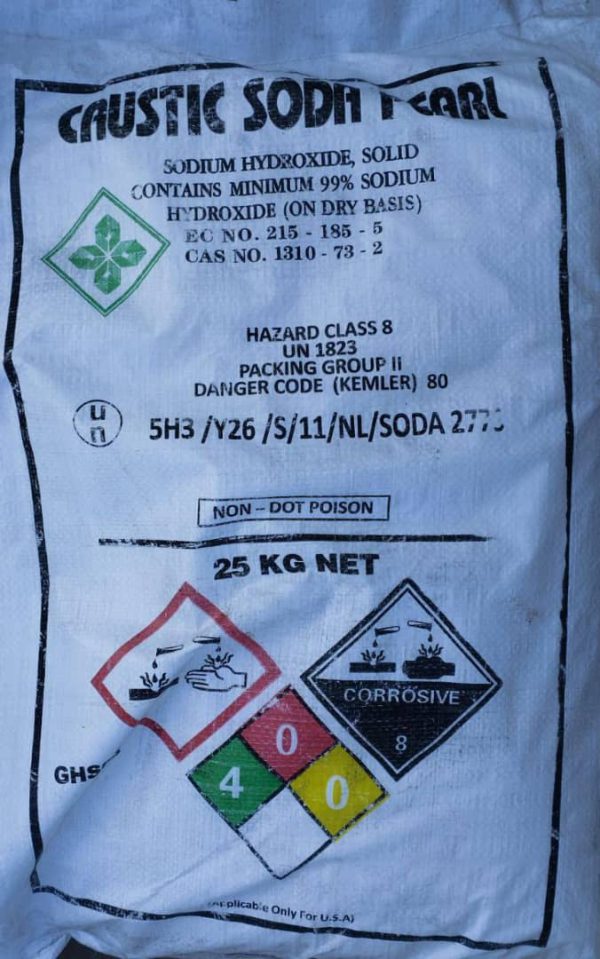 CAUSTIC SODA PEARL
SODIUM HYDROXIDE, SOLID
CONTAINS MINIMUM 99% SODIUM
HYDROXIDE (ON DRY BASIS)
EC NO. 215 - 185 - 5
CAS NO. 1310 - 73 - 2
HAZARD CLASS 8
UN 1823
PACKING GROUP II
DANGER CODE (KEMLER) 80
un
5H3 /Y26 /S/11/NL/SODA
NON - DOT POISON
25 KG NET
CORROSIVE
8
0
4
0
(Applicable Only For U.S.A)